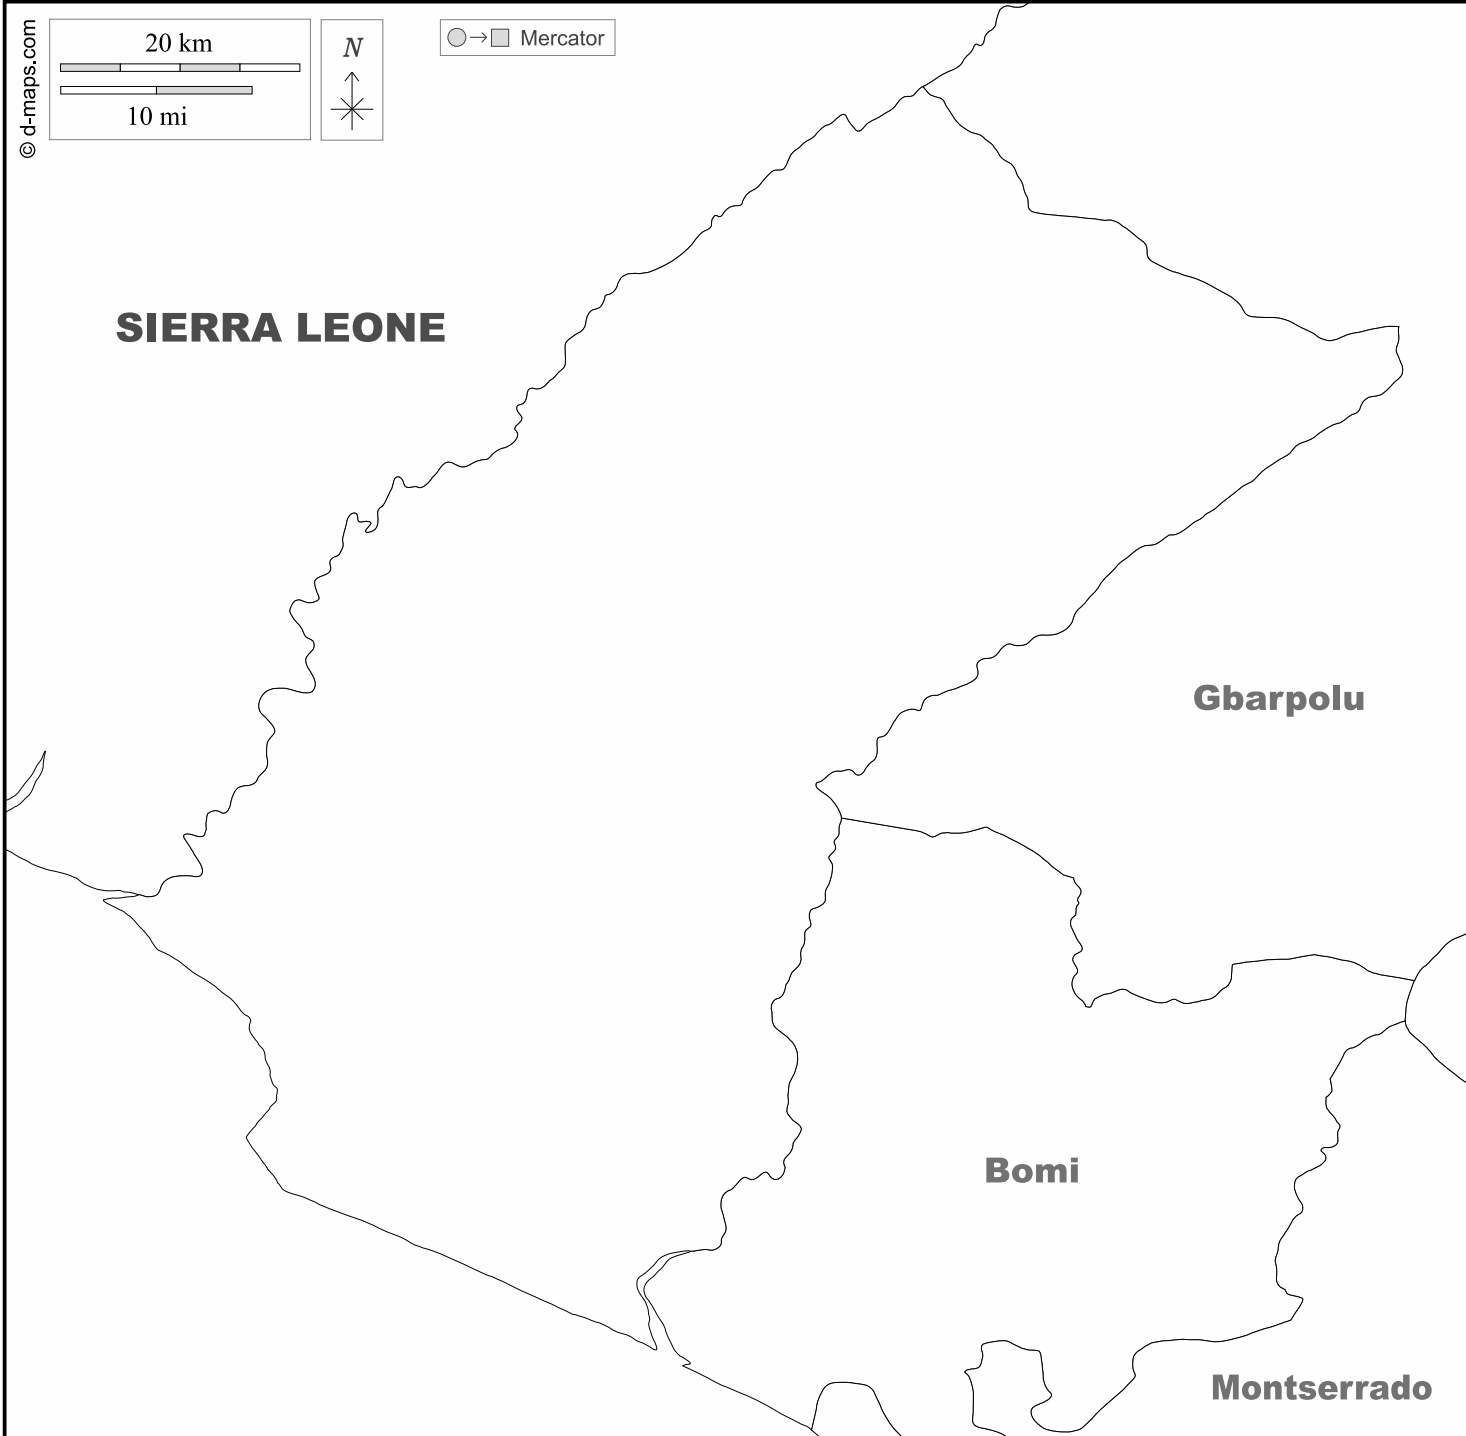 © d-maps.com
20 km
10 mi
N
→ Mercator
SIERRA LEONE
Gbarpolu
Bomi
Montserrado